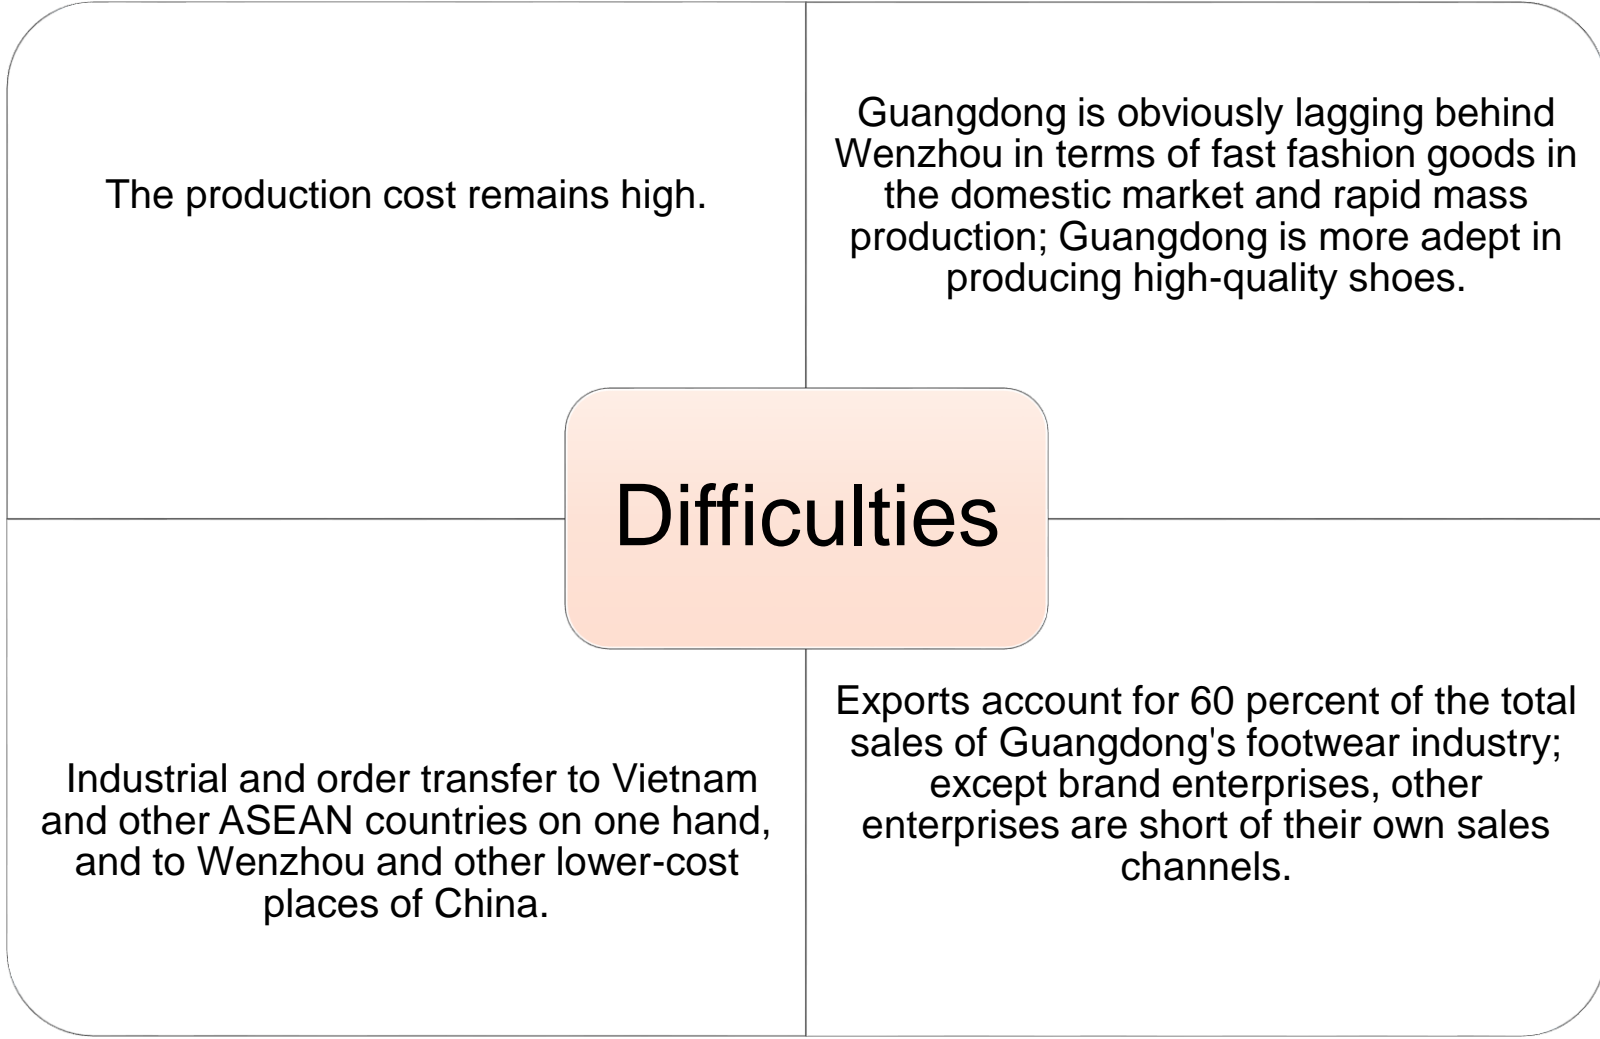 The production cost remains high.
Guangdong is obviously lagging behind
Wenzhou in terms of fast fashion goods in
the domestic market and rapid mass
production; Guangdong is more adept in
producing high-quality shoes.
Difficulties
Industrial and order transfer to Vietnam
and other ASEAN countries on one hand,
and to Wenzhou and other lower-cost
places of China.
Exports account for 60 percent of the total
sales of Guangdong's footwear industry;
except brand enterprises, other
enterprises are short of their own sales
channels.